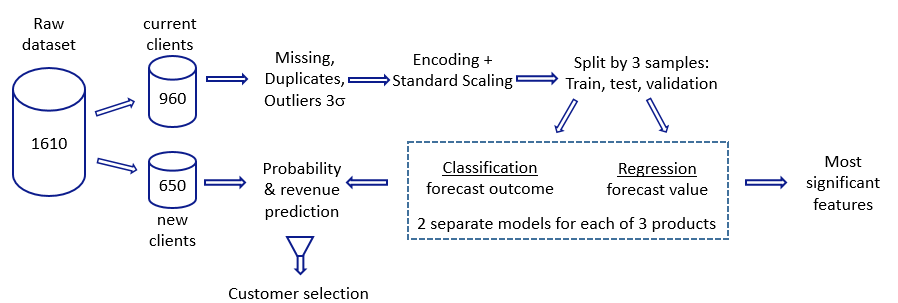 Raw
dataset
1610
current
clients
960
650
new
clients
Missing,
Duplicates,
Outliers 3σ
Encoding +
Standard Scaling
Split by 3 samples:
Train, test, validation
Classification
forecast outcome
Regression
forecast value
2 separate models for each of 3 products
Most
significant
features
Probability
& revenue
prediction
Customer selection